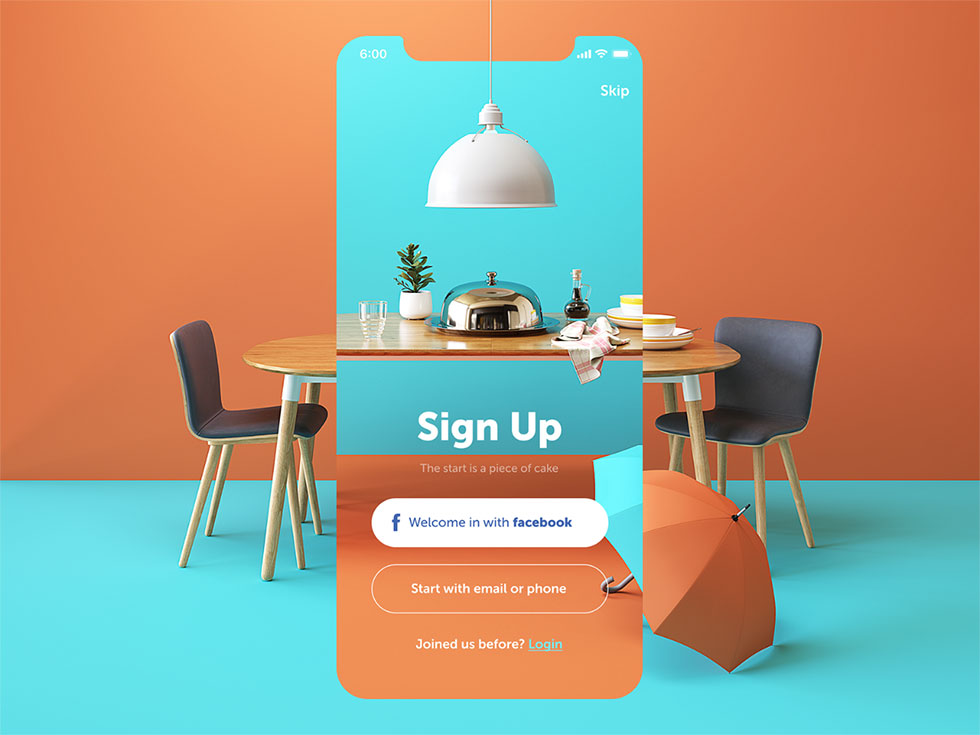 6:00
Skip
Sign Up
The start is a piece of cake
f Welcome in with facebook
Start with email or phone
Joined us before? Login